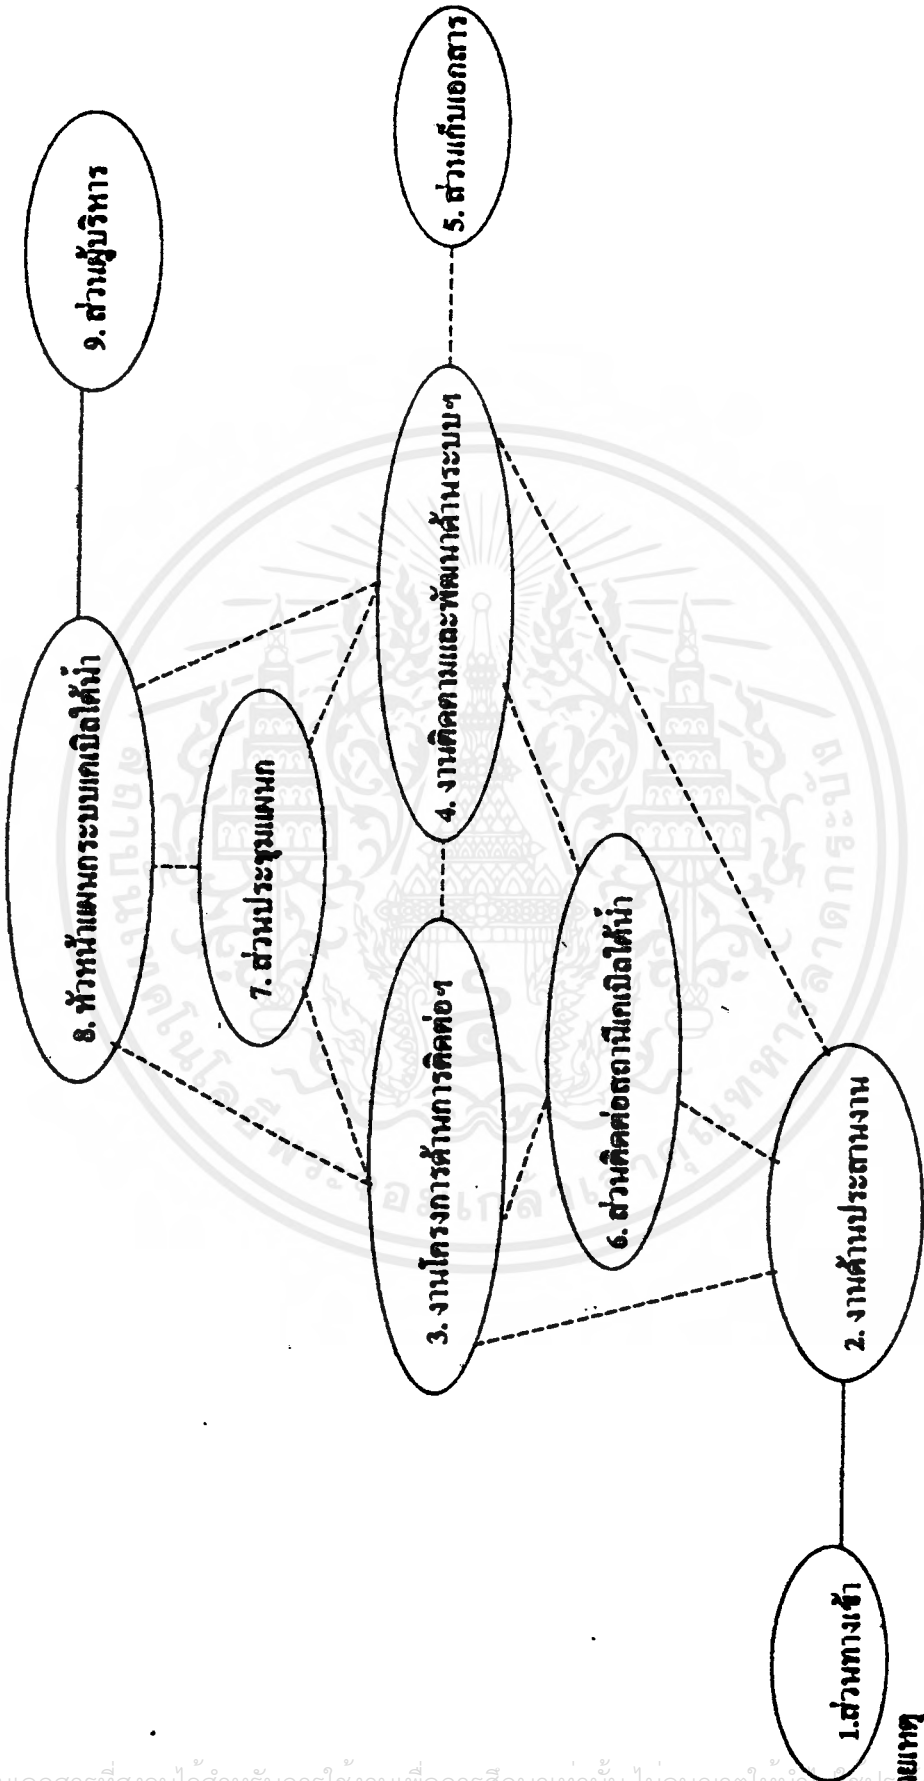 9. ส่วนผู้บริหาร
5. ส่วนเก็บเอกสาร
8. หัวหน้าแผนกระบบเคเบิลใต้น้ำ
4. งานติดตามและพัฒนาด้านระบบฯ
7. ส่วนประชุมแผนก
3. งานโครงการด้านการติดต่อฯ
6. ส่วนติดต่อสถานีเคเบิลใต้น้ำ
2. งานด้านประสานงาน
1.ส่วนทางเข้า